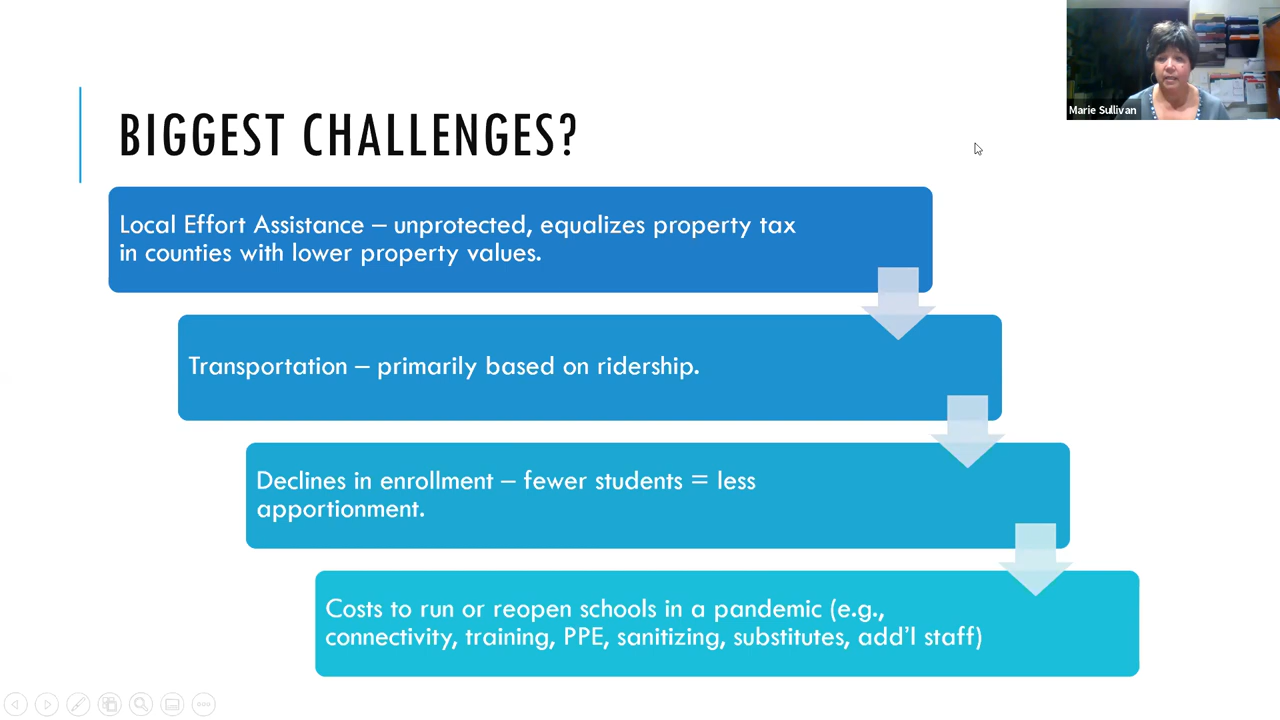 Marie Sullivan
BIGGEST CHALLENGES?
Local Effort Assistance – unprotected, equalizes property tax
in counties with lower property values.
Transportation – primarily based on ridership.
Declines in enrollment – fewer students = less
apportionment.
Costs to run or reopen schools in a pandemic (e.g.,
connectivity, training, PPE, sanitizing, substitutes, add’l staff)